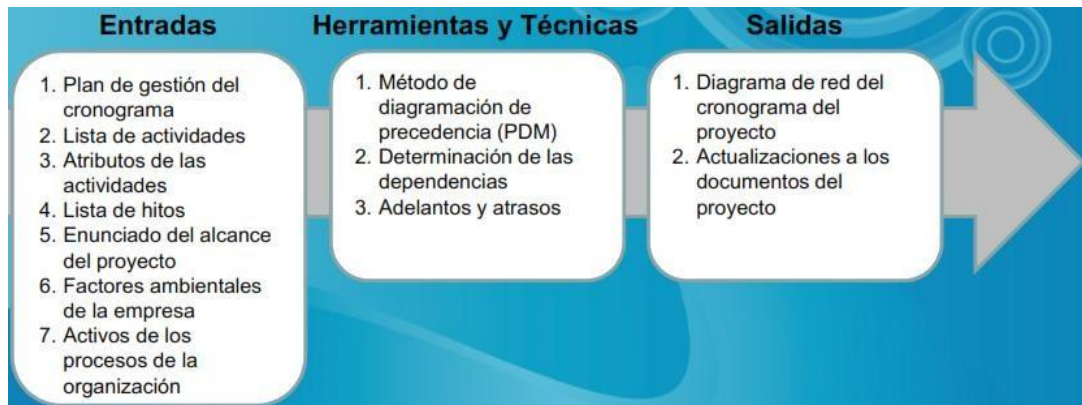 Entradas
1. Plan de gestión del
cronograma
2. Lista de actividades
3. Atributos de las
actividades
4. Lista de hitos
5. Enunciado del alcance
del proyecto
6. Factores ambientales
de la empresa
7. Activos de los
procesos de la
organización
Herramientas y Técnicas
1. Método de
diagramación de
precedencia (PDM)
2. Determinación de las
dependencias
3. Adelantos y atrasos
Salidas
1. Diagrama de red del
cronograma del
proyecto
2. Actualizaciones a los
documentos del
proyecto